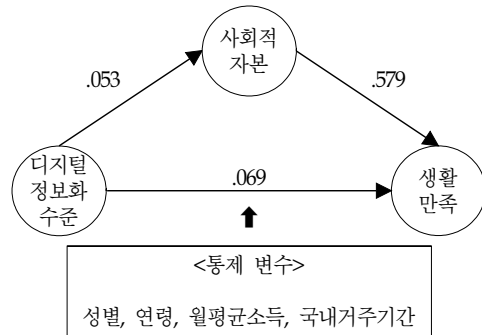 사회적
자본
.053
.579
디지털
정보화
수준
.069
생활
만족
<통제 변수>
성별, 연령, 월평균소득, 국내거주기간